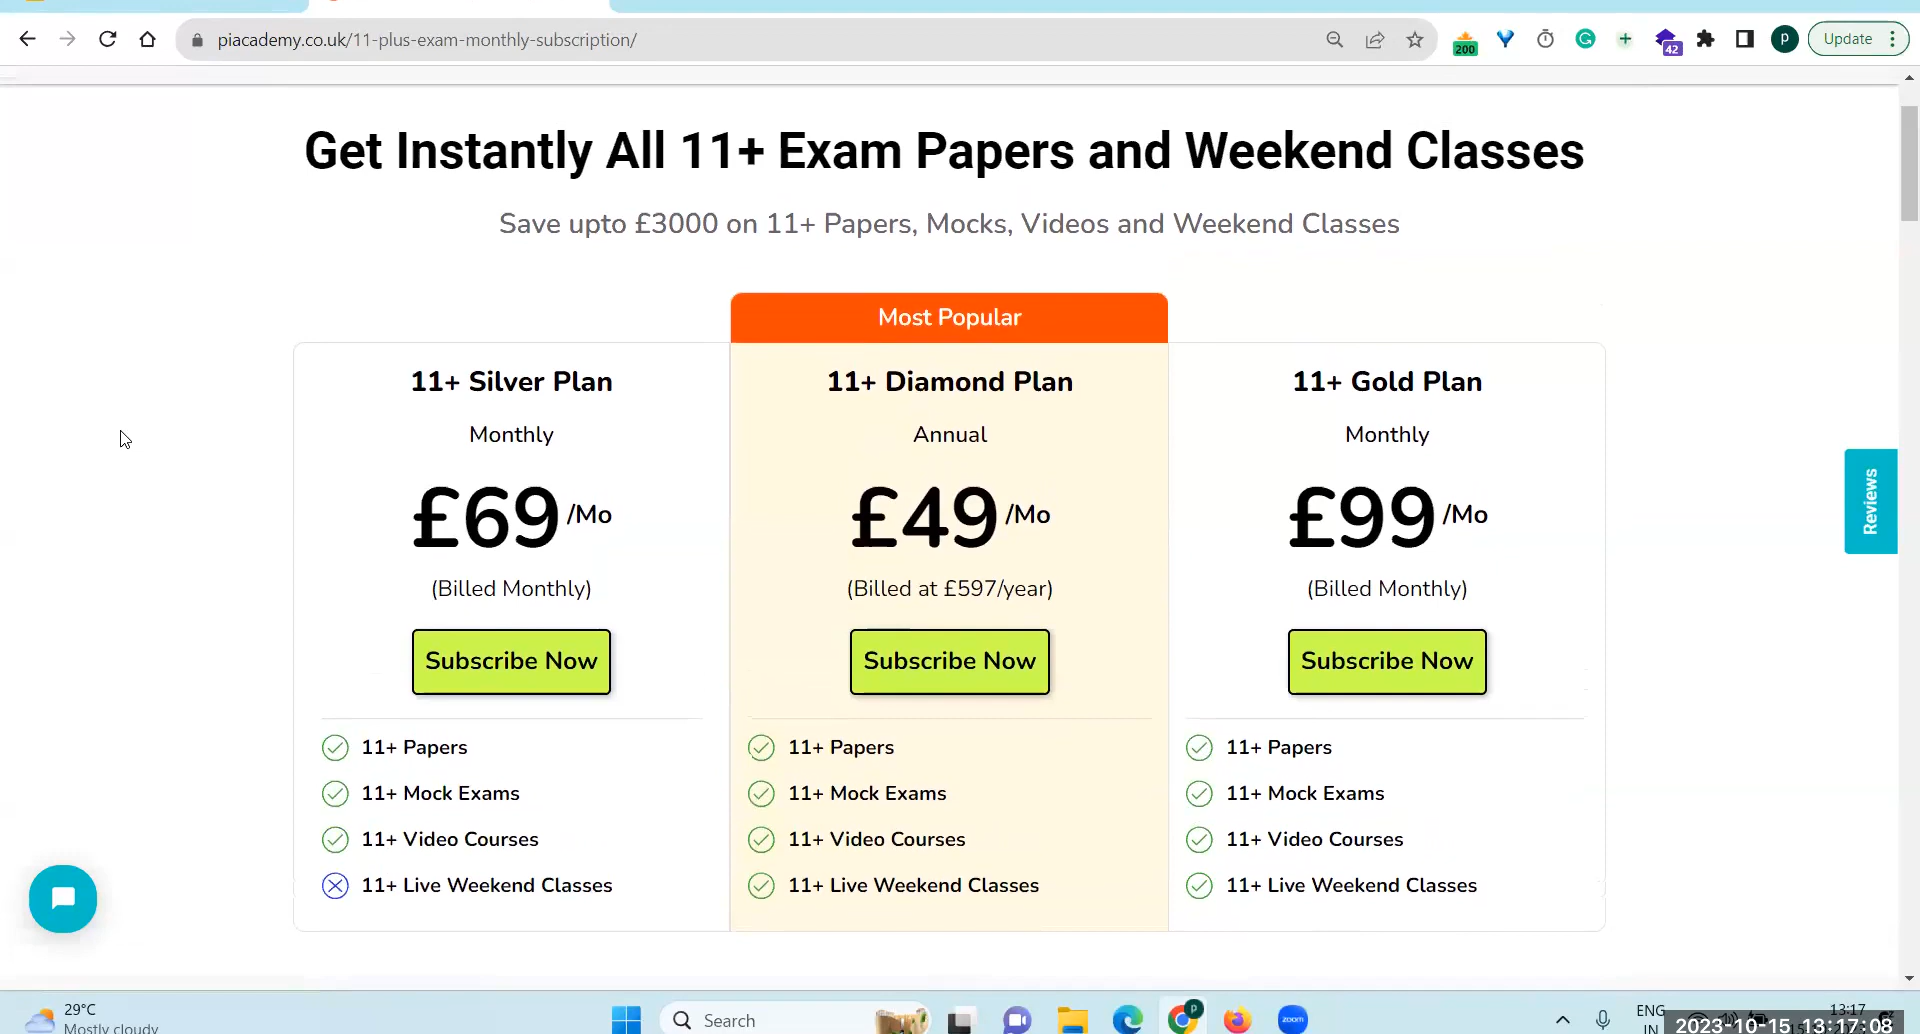 piacademy.co.uk/11-plus-exam-monthly-subscription/
200
42
P
Update
Get Instantly All 11+ Exam Papers and Weekend Classes
Save upto £3000 on 11+ Papers, Mocks, Videos and Weekend Classes
Most Popular
11+ Silver Plan
Monthly
£69 /Mo
(Billed Monthly)
Subscribe Now
11+ Papers
11+ Mock Exams
11+ Video Courses
11+ Live Weekend Classes
11+ Diamond Plan
Annual
£49 /Mo
(Billed at £597/year)
Subscribe Now
11+ Papers
11+ Mock Exams
11+ Video Courses
11+ Live Weekend Classes
11+ Gold Plan
Monthly
£99 /Mo
(Billed Monthly)
Subscribe Now
11+ Papers
11+ Mock Exams
11+ Video Courses
11+ Live Weekend Classes
Reviews
29°C
Mostly cloudy
Search
P
zoom
ENG
IN
13:17
2023-10-15 13:17:08